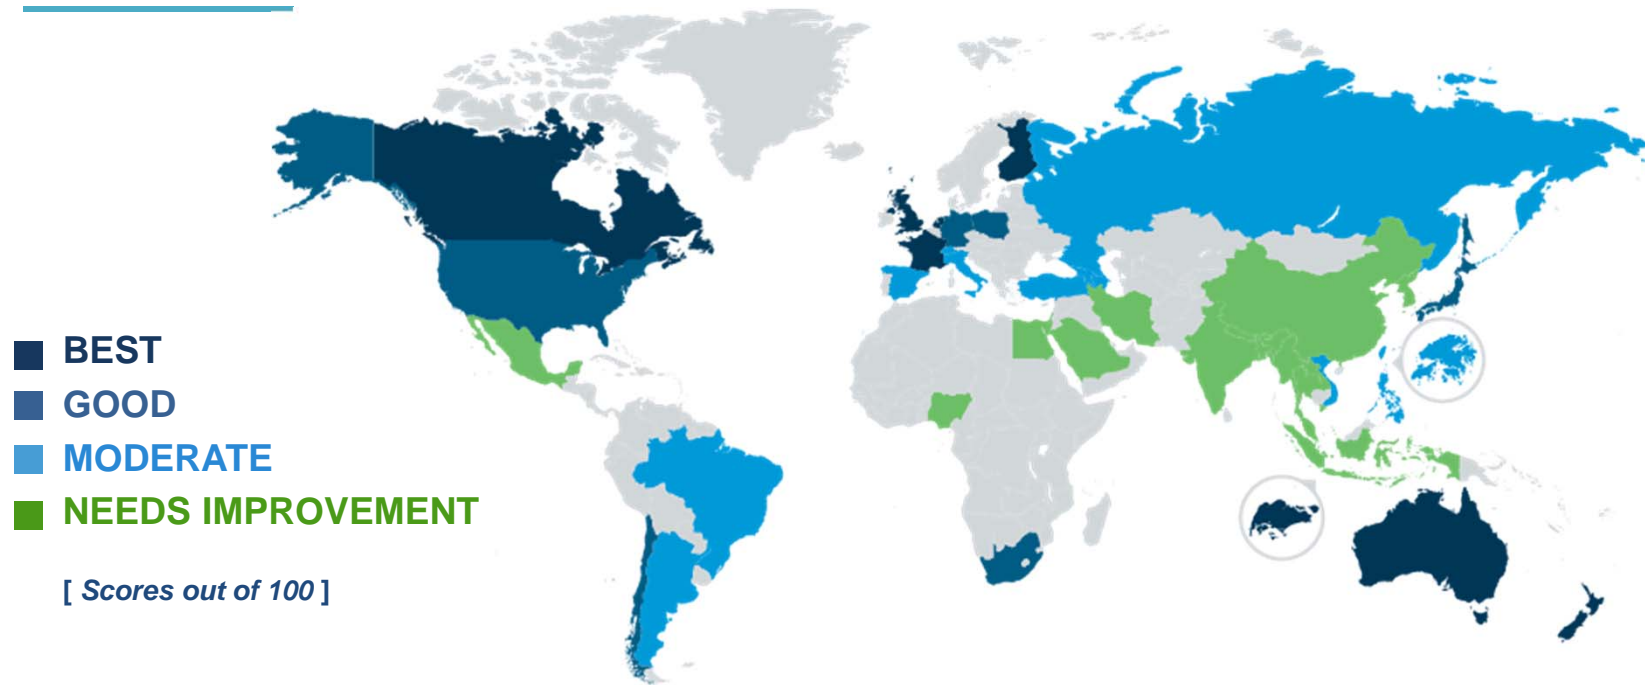 BEST
GOOD
MODERATE
NEEDS IMPROVEMENT
[ Scores out of 100 ]